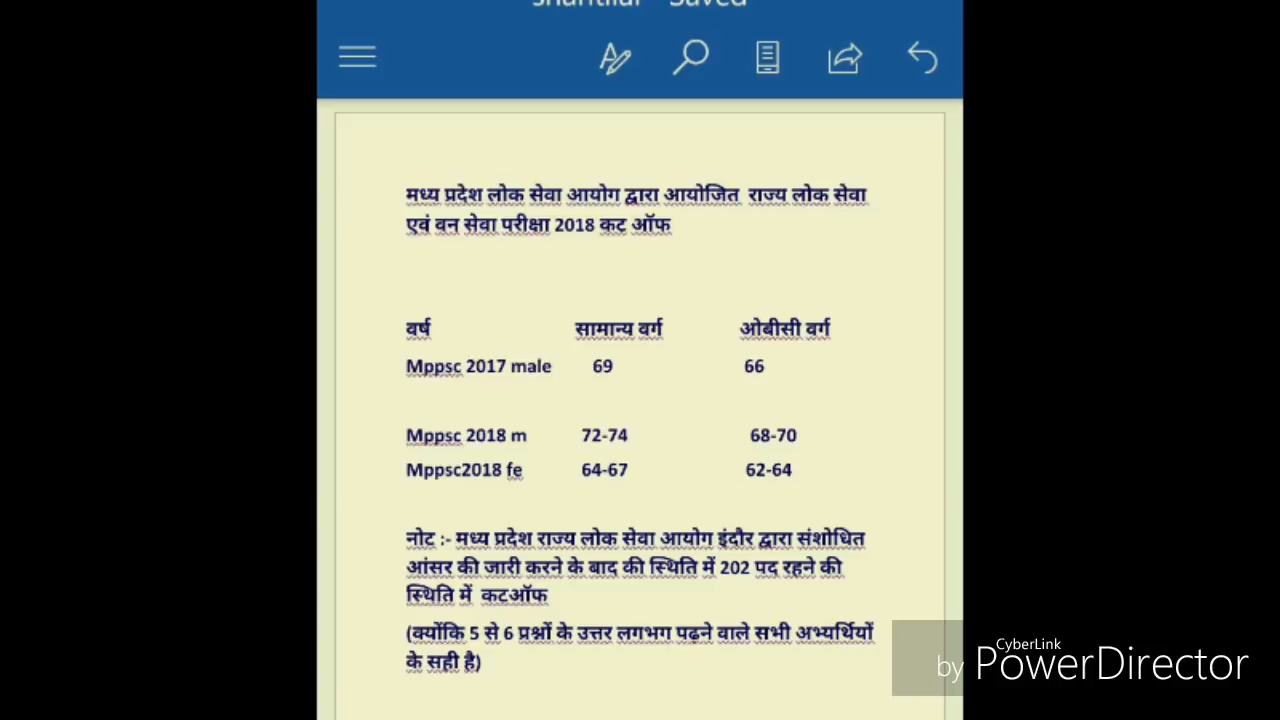 shantilal - Saved
मध्य प्रदेश लोक सेवा आयोग द्वारा आयोजित राज्य लोक सेवा
एवं वन सेवा परीक्षा 2018 कट ऑफ
वर्ष सामान्य वर्ग ओबीसी वर्ग
Mppsc 2017 male 69 66
Mppsc 2018 m 72-74 68-70
Mppsc2018 fe 64-67 62-64
नोट :- मध्य प्रदेश राज्य लोक सेवा आयोग इंदौर द्वारा संशोधित
आंसर की जारी करने के बाद की स्थिति में 202 पद रहने की
स्थिति में कटऑफ
(क्योंकि 5 से 6 प्रश्नों के उत्तर लगभग पढ़ने वाले सभी अभ्यर्थियों
के सही है)
CyberLink
by PowerDirector